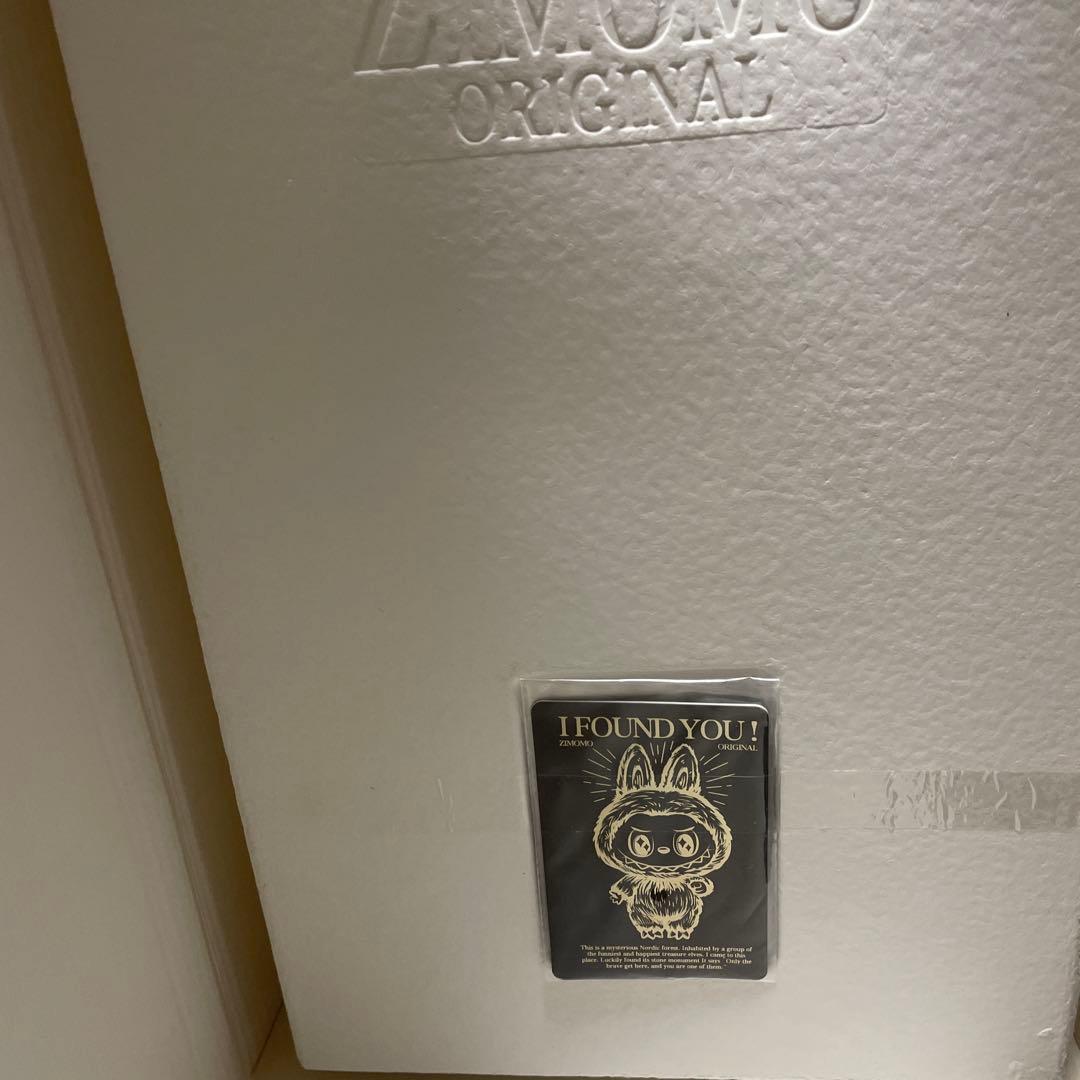 ZIMOMO
ORIGINAL
I FOUND YOU!
ZIMOMO ORIGINAL
This is a mysterious Nordic forest. Inhabited by a group of
the funniest and happiest treasure elves. I came to this
place. Luckily found its stone monument It says "Only the
brave get here, and you are one of them."